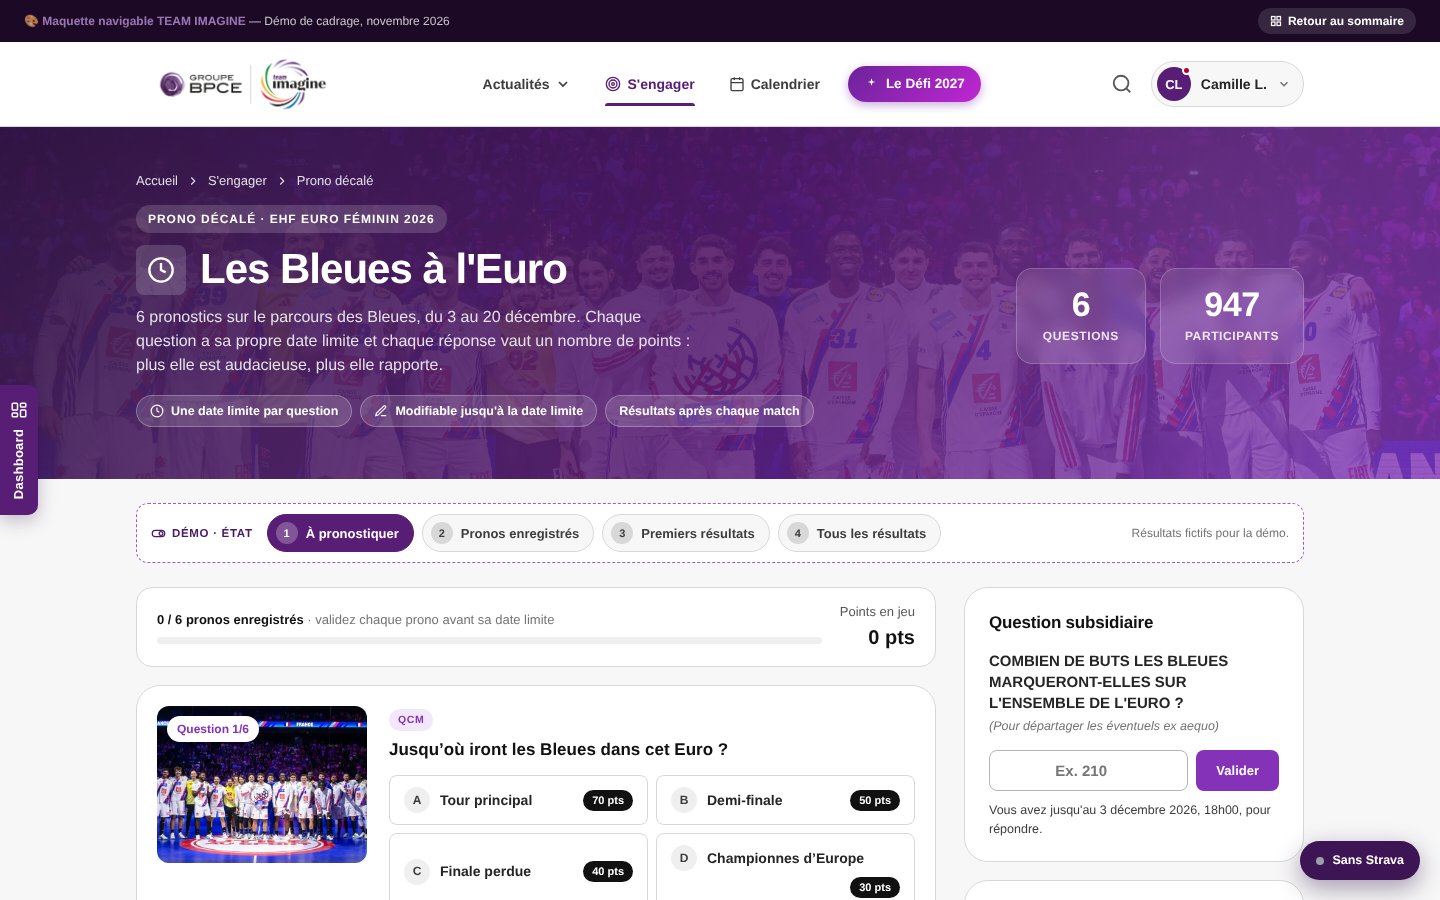 🎨 Maquette navigable TEAM IMAGINE — Démo de cadrage, novembre 2026
Retour au sommaire
GROUPE
BPCE
team
imagine
Actualités
S'engager
Calendrier
Le Défi 2027
CL
Camille L.
Accueil > S'engager > Prono décalé
PRONO DÉCALÉ · EHF EURO FÉMININ 2026
Les Bleues à l'Euro
6 pronostics sur le parcours des Bleues, du 3 au 20 décembre. Chaque
question a sa propre date limite et chaque réponse vaut un nombre de points :
plus elle est audacieuse, plus elle rapporte.
6
QUESTIONS
947
PARTICIPANTS
Une date limite par question
Modifiable jusqu'à la date limite
Résultats après chaque match
Dashboard
DÉMO · ÉTAT
1 À pronostiquer
2 Pronos enregistrés
3 Premiers résultats
4 Tous les résultats
Résultats fictifs pour la démo.
0 / 6 pronos enregistrés · validez chaque prono avant sa date limite
Points en jeu
0 pts
Question 1/6
QCM
Jusqu’où iront les Bleues dans cet Euro ?
A Tour principal 70 pts
B Demi-finale 50 pts
C Finale perdue 40 pts
D Championnes d’Europe
30 pts
Question subsidiaire
COMBIEN DE BUTS LES BLEUES
MARQUERONT-ELLES SUR
L'ENSEMBLE DE L'EURO ?
(Pour départager les éventuels ex aequo)
Ex. 210
Valider
Vous avez jusqu'au 3 décembre 2026, 18h00, pour
répondre.
Sans Strava